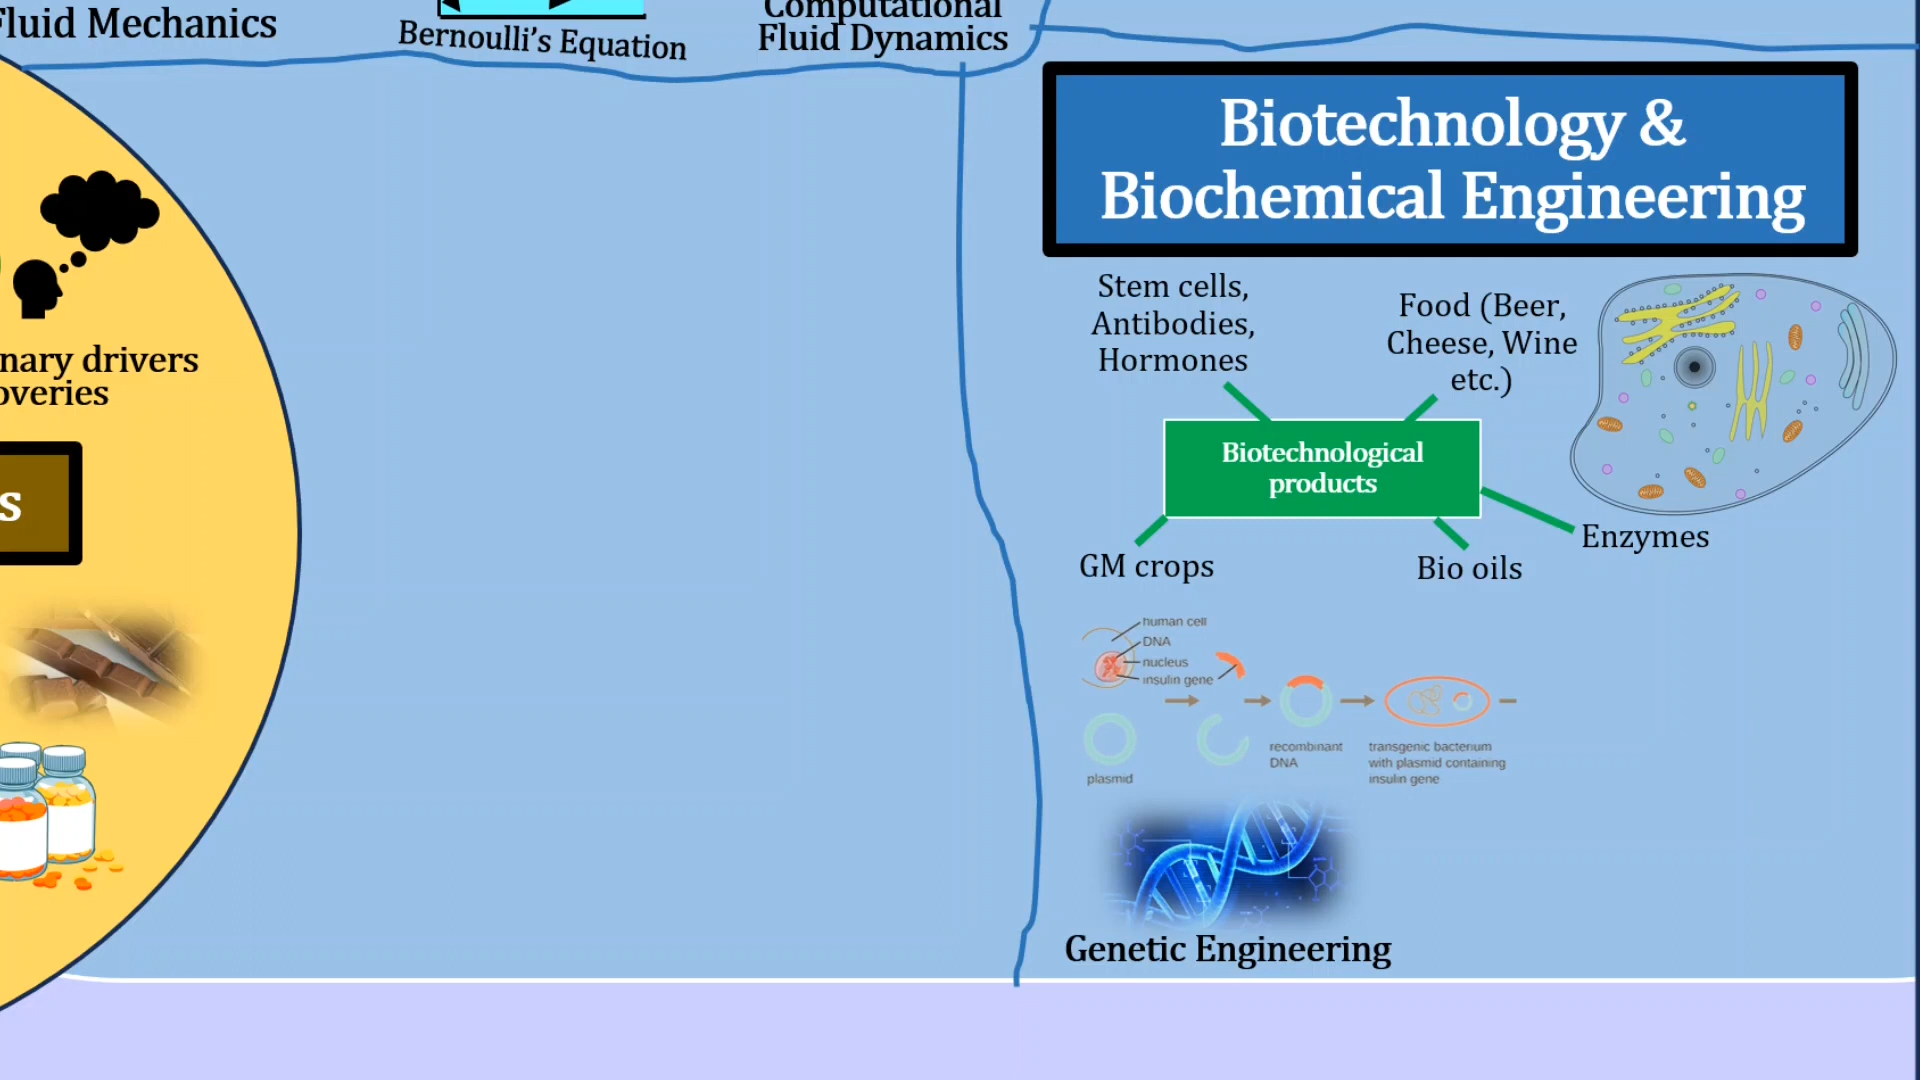 Fluid Mechanics
Bernoulli's Equation
Computational
Fluid Dynamics
Biotechnology &
Biochemical Engineering
Stem cells,
Antibodies,
Hormones
Food (Beer,
Cheese, Wine
etc.)
Biotechnological
products
GM crops
Bio oils
Enzymes
human cell
DNA
nucleus
insulin gene
plasmid
recombinant
DNA
transgenic bacterium
with plasmid containing
insulin gene
Genetic Engineering
nary drivers
overies
s